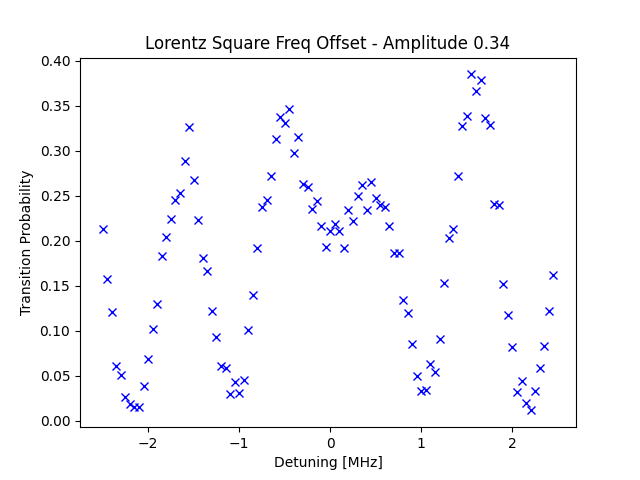 Lorentz Square Freq Offset - Amplitude 0.34
Transition Probability
0.40
0.35
0.30
0.25
0.20
0.15
0.10
0.05
0.00
−2 −1 0 1 2
Detuning [MHz]